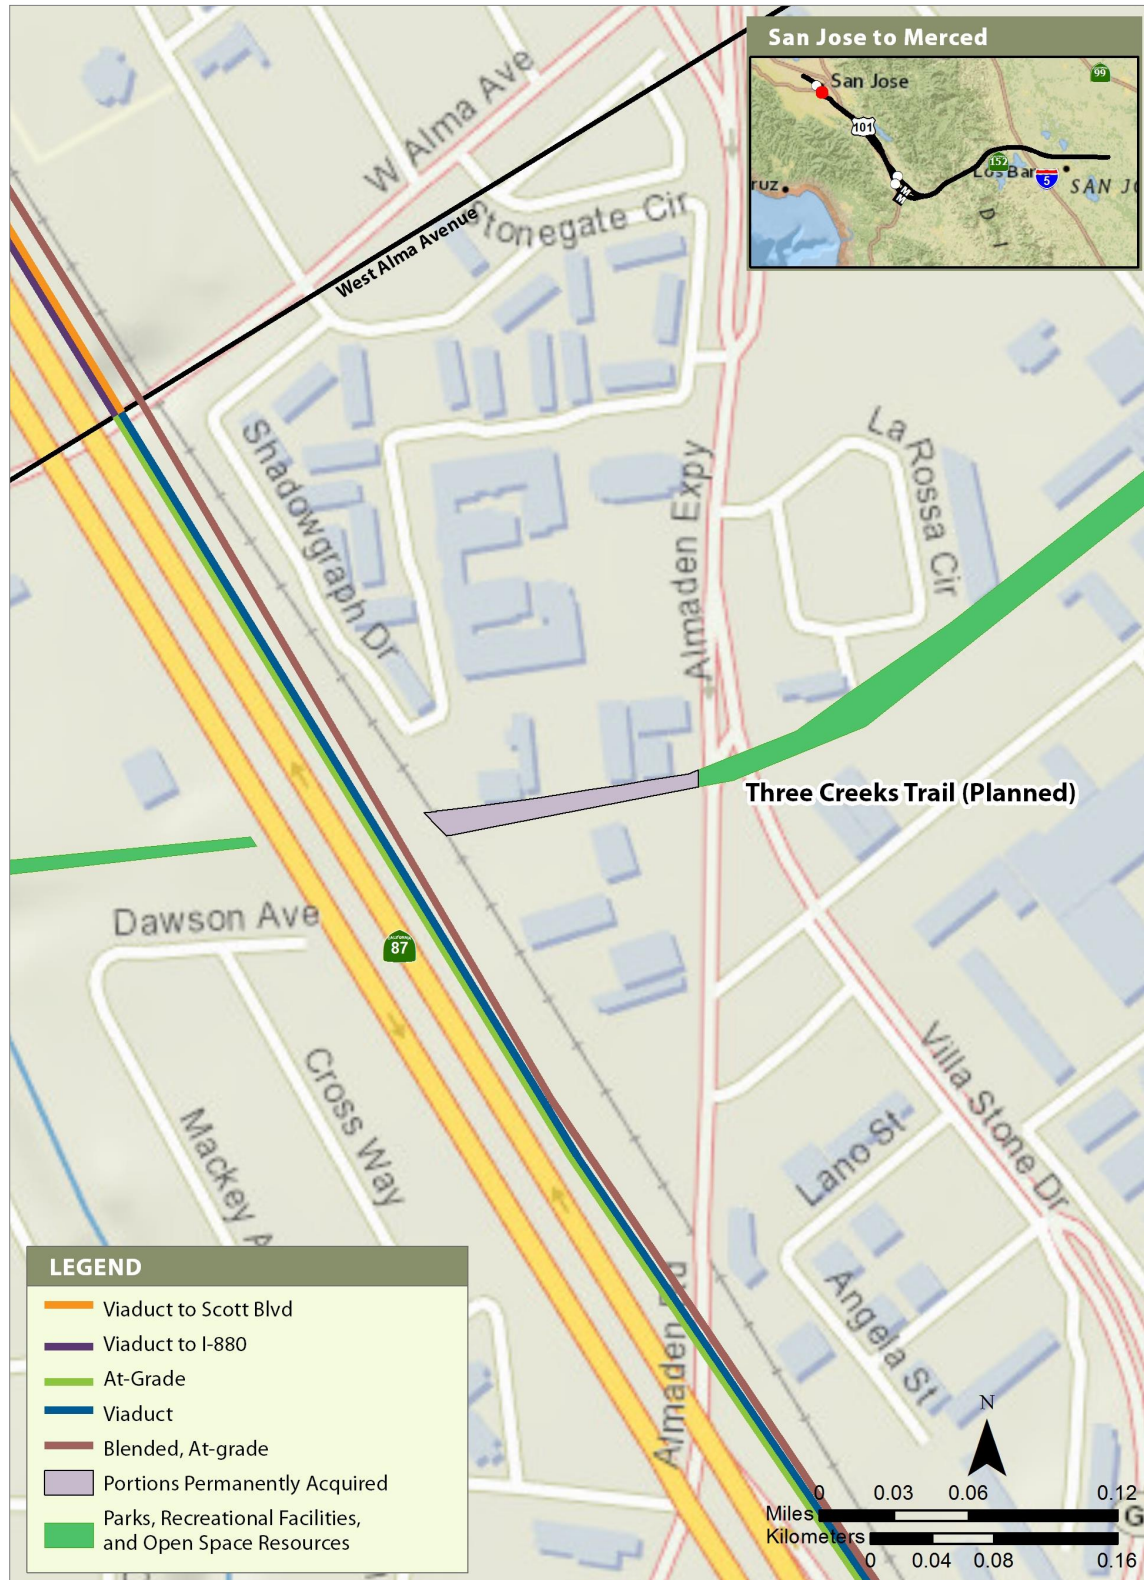 San Jose to Merced
99
San Jose
101
152
Los Ban
5
SAN JO
ruz
D I
W Alma Ave
Stonegate Cir
West Alma Avenue
La Rossa Cir
Shadowgraph Dr
Almaden Expy
Three Creeks Trail (Planned)
Dawson Ave
CALIFORNIA
87
Cross Way
Mackey A
Villa Stone Dr
Lano St
Angela St
Almaden Rd
LEGEND
Viaduct to Scott Blvd
Viaduct to I-880
At-Grade
Viaduct
Blended, At-grade
Portions Permanently Acquired
Parks, Recreational Facilities,
and Open Space Resources
N
0 0.03 0.06 0.12
Miles
G
Kilometers
0 0.04 0.08 0.16